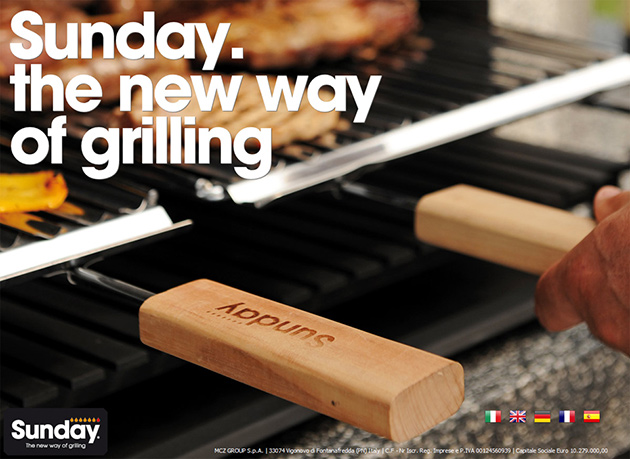 Sunday.
the new way
of grilling
Sunday
Sunday
The new way of grilling
MCZ GROUP S.p.A. | 33074 Vigonovo di Fontanafredda (PN) Italy | C.F.-Nr Iscr. Reg. Imprese e P.IVA 00124560939 | Capitale Sociale Euro 10.279.000,00